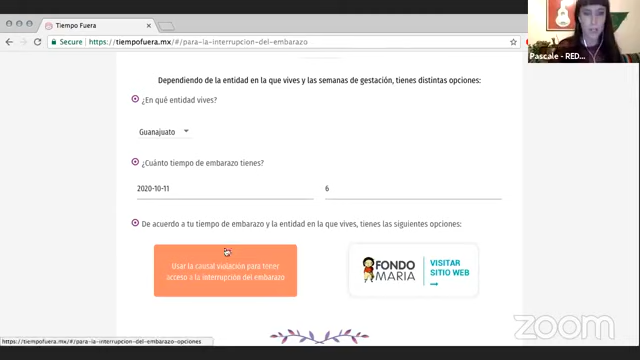 Tiempo Fuera
Secure https://tiempofuera.mx/#/para-la-interrupcion-del-embarazo
Pascale - RED...
Dependiendo de la entidad en la que vives y las semanas de gestación, tienes distintas opciones:
¿En qué entidad vives?
Guanajuato
¿Cuánto tiempo de embarazo tienes?
2020-10-11 6
De acuerdo a tu tiempo de embarazo y la entidad en la que vives, tienes las siguientes opciones:
Usar la causal violación para tener
acceso a la interrupción del embarazo
FONDO
MARIA
VISITAR
SITIO WEB
https://tiempofuera.mx/#/para-la-interrupcion-del-embarazo-opciones
zoom